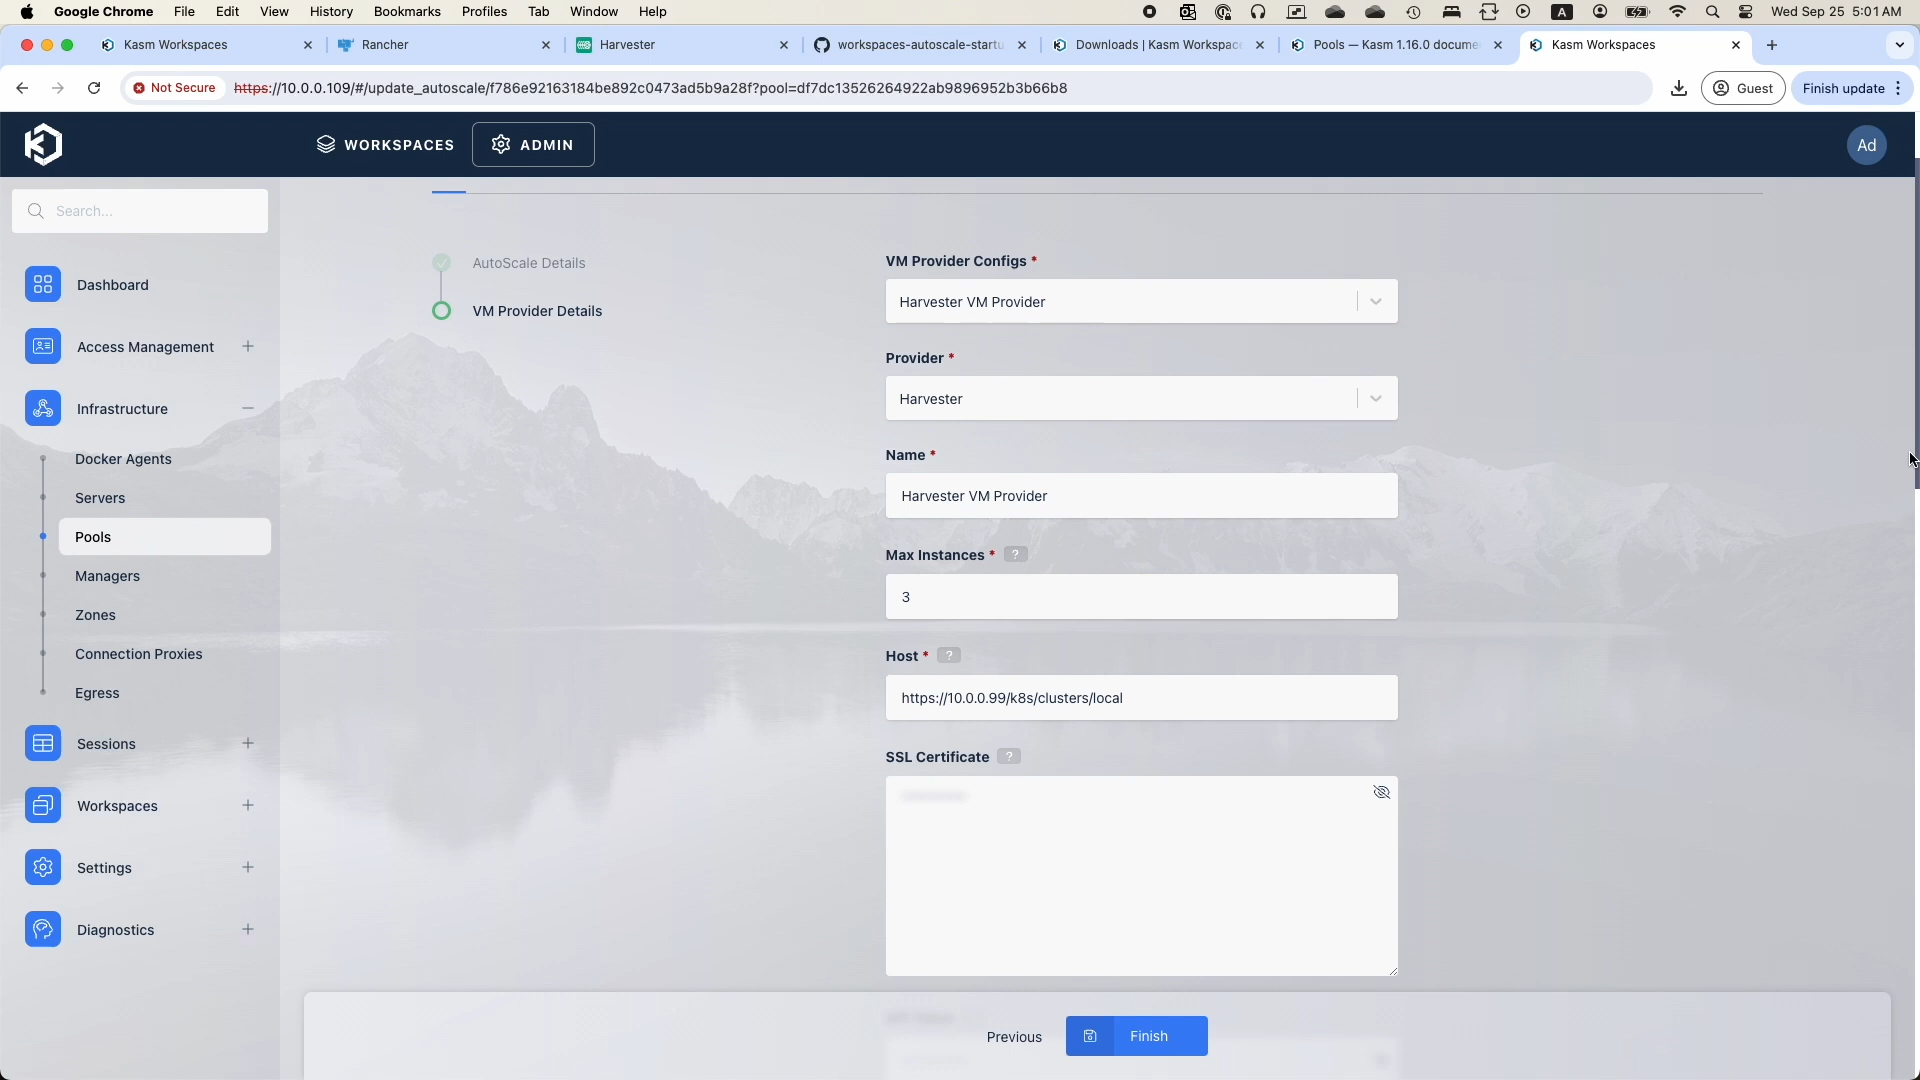 Google Chrome File Edit View History Bookmarks Profiles Tab Window Help A Wed Sep 25 5:01 AM
Kasm Workspaces Rancher Harvester workspaces-autoscale-startu Downloads | Kasm Workspac Pools — Kasm 1.16.0 docume Kasm Workspaces
Not Secure https://10.0.0.109/#/update_autoscale/f786e92163184be892c0473ad5b9a28f?pool=df7dc13526264922ab9896952b3b66b8 Guest Finish update
WORKSPACES ADMIN Ad
Search...
Dashboard
Access Management
Infrastructure
Docker Agents
Servers
Pools
Managers
Zones
Connection Proxies
Egress
Sessions
Workspaces
Settings
Diagnostics
AutoScale Details
VM Provider Details
VM Provider Configs *
Harvester VM Provider
Provider *
Harvester
Name *
Harvester VM Provider
Max Instances * ?
3
Host * ?
https://10.0.0.99/k8s/clusters/local
SSL Certificate ?
Previous Finish